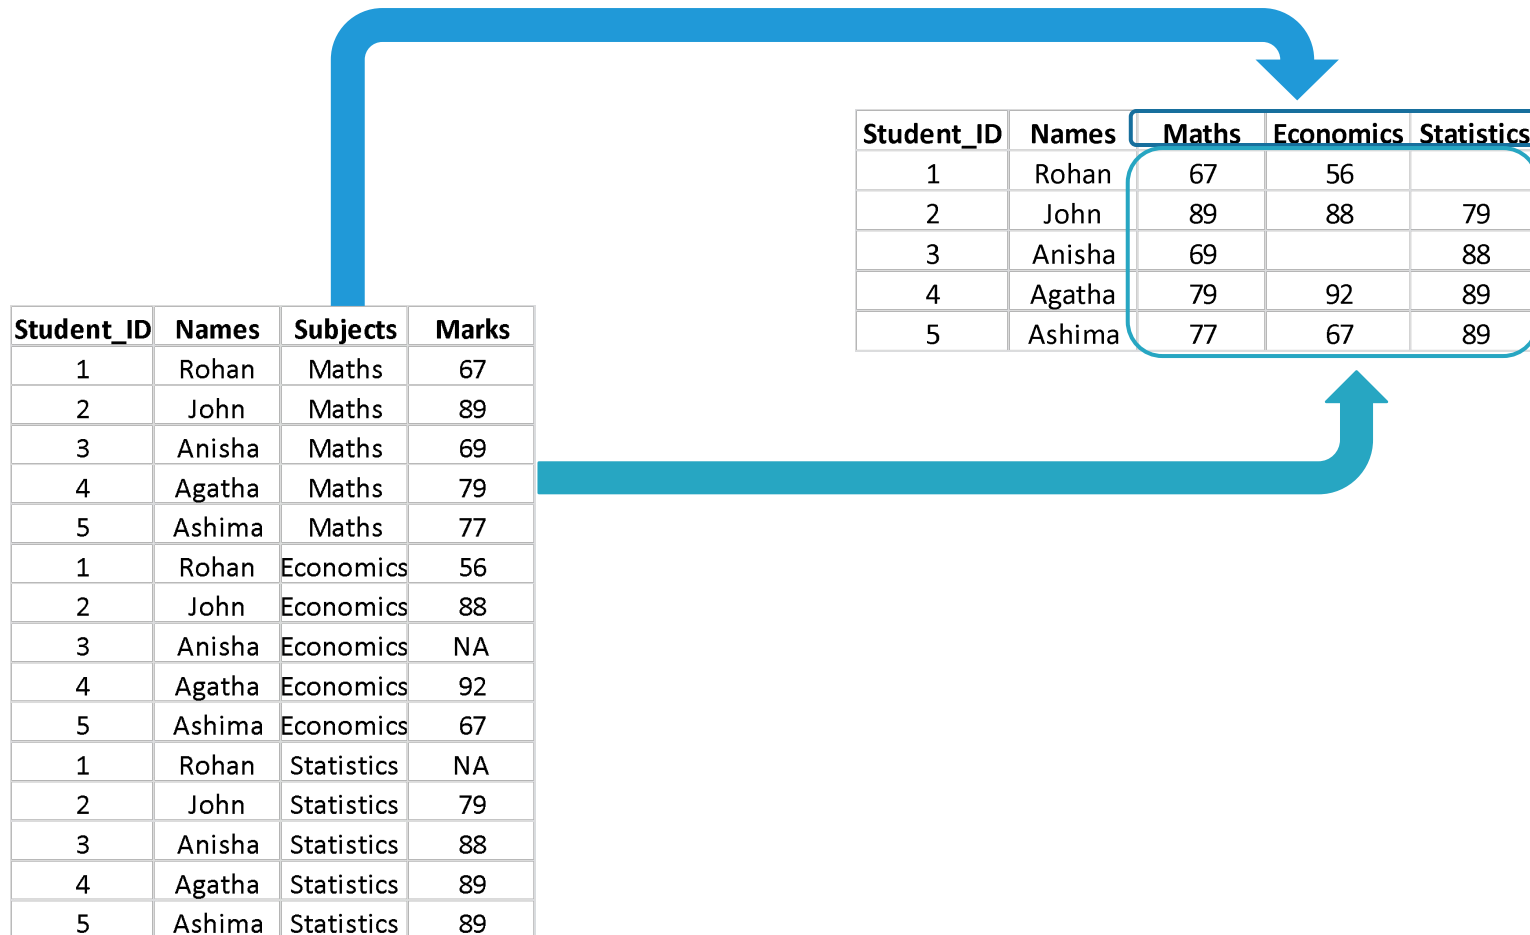 Student_ID Names Maths Economics Statistics
1 Rohan 67 56
2 John 89 88 79
3 Anisha 69 88
4 Agatha 79 92 89
5 Ashima 77 67 89
Student_ID Names Subjects Marks
1 Rohan Maths 67
2 John Maths 89
3 Anisha Maths 69
4 Agatha Maths 79
5 Ashima Maths 77
1 Rohan Economics 56
2 John Economics 88
3 Anisha Economics NA
4 Agatha Economics 92
5 Ashima Economics 67
1 Rohan Statistics NA
2 John Statistics 79
3 Anisha Statistics 88
4 Agatha Statistics 89
5 Ashima Statistics 89